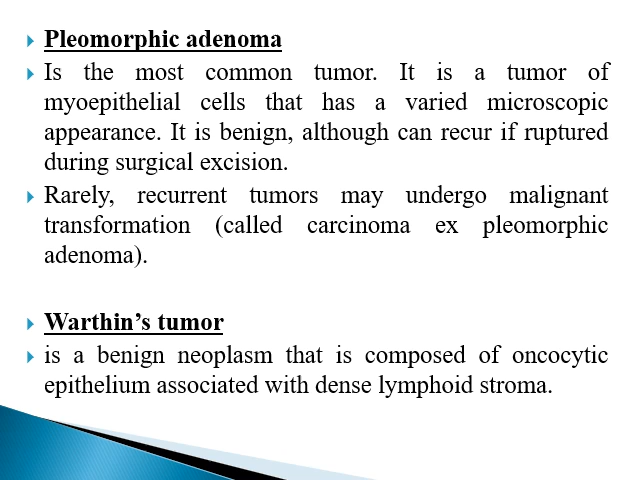 Pleomorphic adenoma
Is the most common tumor. It is a tumor of
myoepithelial cells that has a varied microscopic
appearance. It is benign, although can recur if ruptured
during surgical excision.
Rarely, recurrent tumors may undergo malignant
transformation (called carcinoma ex pleomorphic
adenoma).
Warthin’s tumor
is a benign neoplasm that is composed of oncocytic
epithelium associated with dense lymphoid stroma.